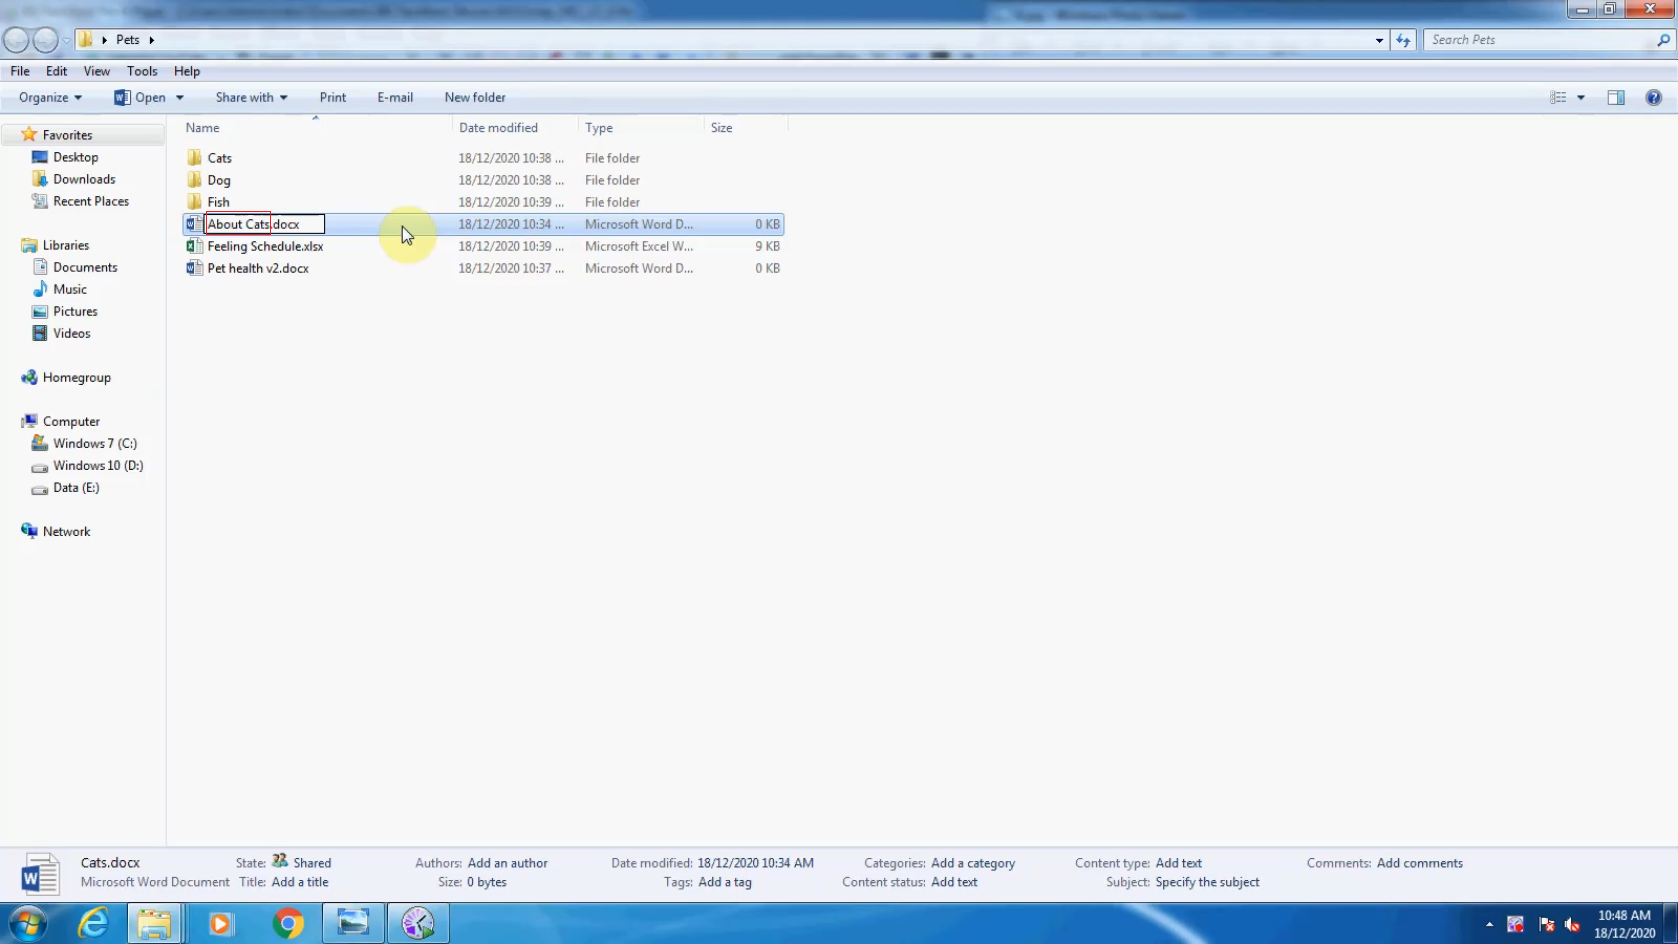 Pets
Search Pets
File Edit View Tools Help
Organize Open Share with Print E-mail New folder
Name Date modified Type Size
Favorites
Desktop
Downloads
Recent Places
Libraries
Documents
Music
Pictures
Videos
Homegroup
Computer
Windows 7 (C:)
Windows 10 (D:)
Data (E:)
Network
Cats 18/12/2020 10:38 ... File folder
Dog 18/12/2020 10:38 ... File folder
Fish 18/12/2020 10:39 ... File folder
About Cats.docx 18/12/2020 10:34 ... Microsoft Word D... 0 KB
Feeling Schedule.xlsx 18/12/2020 10:39 ... Microsoft Excel W... 9 KB
Pet health v2.docx 18/12/2020 10:37 ... Microsoft Word D... 0 KB
Cats.docx State: Shared Authors: Add an author Date modified: 18/12/2020 10:34 AM Categories: Add a category Content type: Add text Comments: Add comments
Microsoft Word Document Title: Add a title Size: 0 bytes Tags: Add a tag Content status: Add text Subject: Specify the subject
10:48 AM
18/12/2020